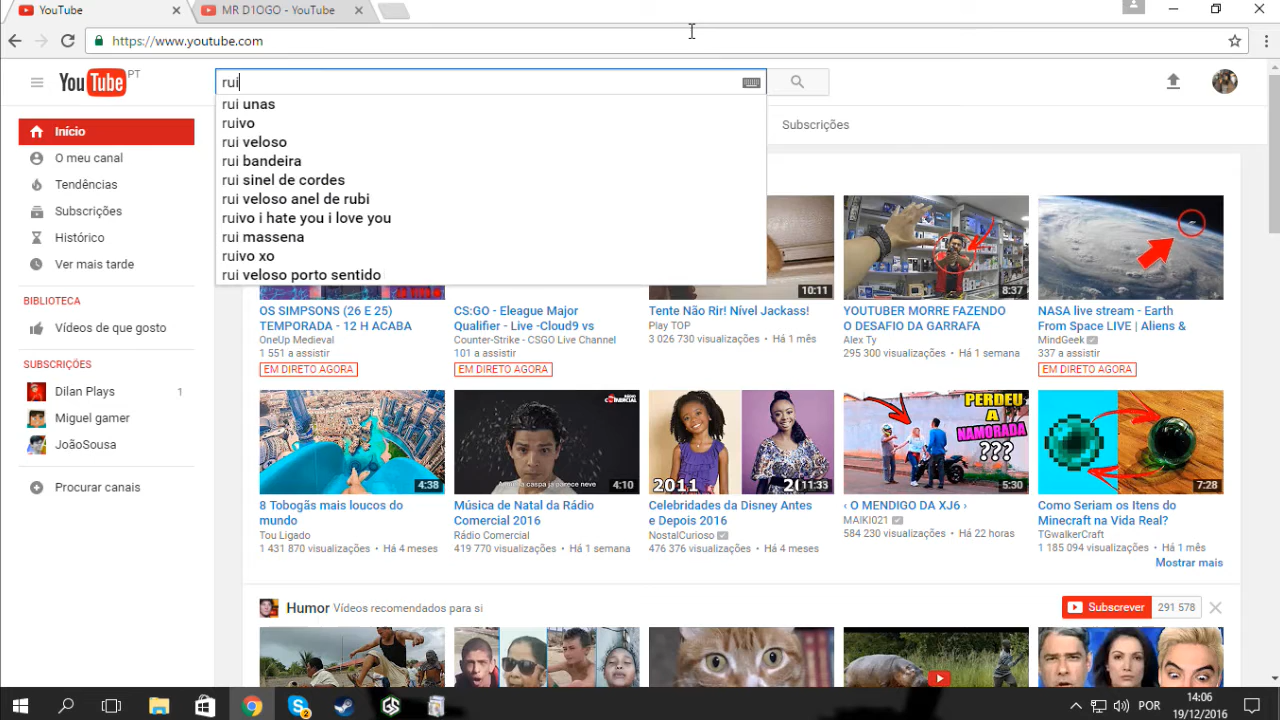 YouTube
MR D1OGO - YouTube
https://www.youtube.com
YouTube PT
rui
rui unas
ruivo
rui veloso
rui bandeira
rui sinel de cordes
rui veloso anel de rubi
ruivo i hate you i love you
rui massena
ruivo xo
rui veloso porto sentido
Subscrições
Início
O meu canal
Tendências
Subscrições
Histórico
Ver mais tarde
BIBLIOTECA
Vídeos de que gosto
SUBSCRIÇÕES
Dilan Plays 1
Miguel gamer
JoãoSousa
Procurar canais
OS SIMPSONS (26 E 25)
TEMPORADA - 12 H ACABA
OneUp Medieval
1 551 a assistir
EM DIRETO AGORA
CS:GO - Eleague Major
Qualifier - Live -Cloud9 vs
Counter-Strike - CSGO Live Channel
101 a assistir
EM DIRETO AGORA
10:11
Tente Não Rir! Nível Jackass!
Play TOP
3 026 730 visualizações • Há 1 mês
8:37
YOUTUBER MORRE FAZENDO
O DESAFIO DA GARRAFA
Alex Ty
295 300 visualizações • Há 1 semana
NASA live stream - Earth
From Space LIVE | Aliens &
MindGeek
337 a assistir
EM DIRETO AGORA
4:38
8 Tobogãs mais loucos do
mundo
Tou Ligado
1 431 870 visualizações • Há 4 meses
A minha caspa já parece neve
4:10
Música de Natal da Rádio
Comercial 2016
Rádio Comercial
419 770 visualizações • Há 1 semana
2011 2016
11:33
Celebridades da Disney Antes
e Depois 2016
NostalCurioso
476 376 visualizações • Há 4 meses
PERDEU
A
NAMORADA
???
5:30
‹ O MENDIGO DA XJ6 ›
MAIKI021
584 230 visualizações • Há 22 horas
7:28
Como Seriam os Itens do
Minecraft na Vida Real?
TGwalkerCraft
1 185 094 visualizações • Há 1 mês
Mostrar mais
Humor Vídeos recomendados para si
Subscrever 291 578
2
POR
14:06
19/12/2016